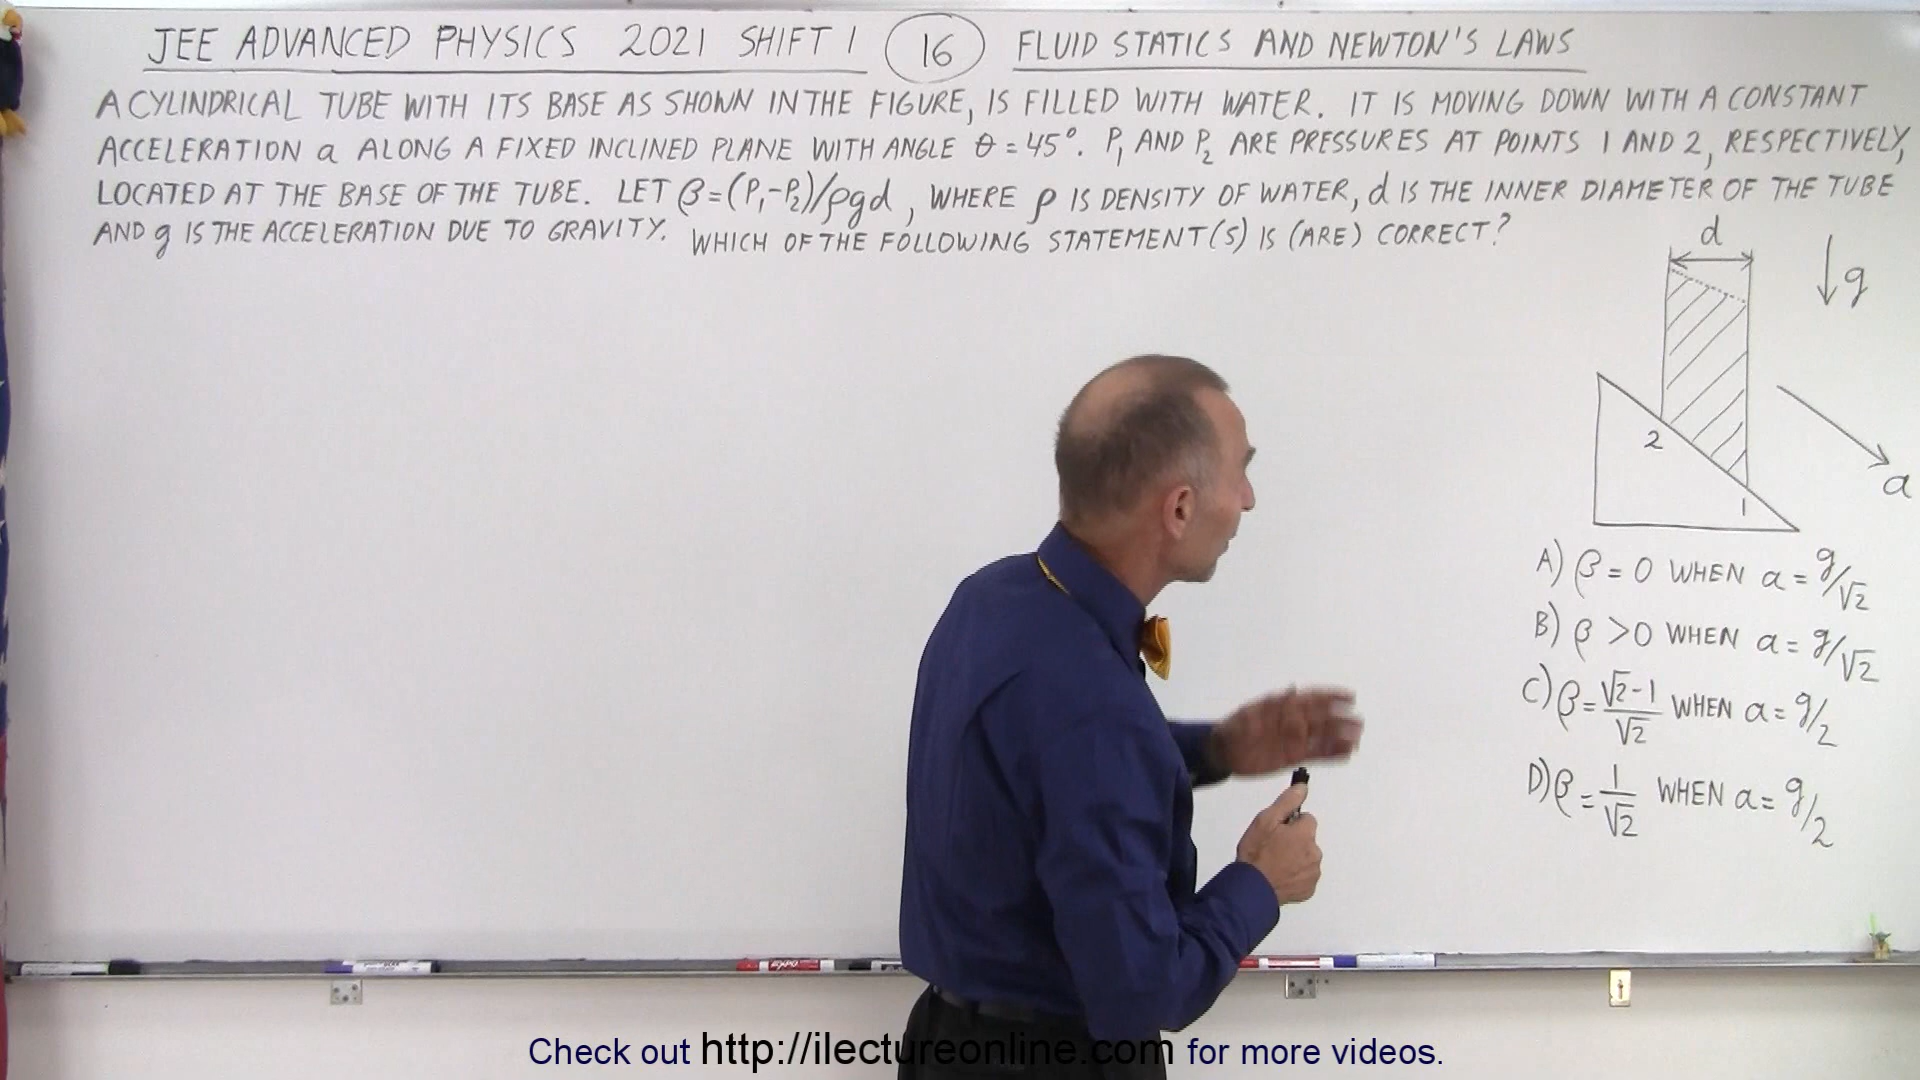 JEE ADVANCED PHYSICS 2021 SHIFT 1 (16) FLUID STATICS AND NEWTON'S LAWS
A CYLINDRICAL TUBE WITH ITS BASE AS SHOWN IN THE FIGURE, IS FILLED WITH WATER. IT IS MOVING DOWN WITH A CONSTANT
ACCELERATION a ALONG A FIXED INCLINED PLANE WITH ANGLE θ = 45°. P₁ AND P₂ ARE PRESSURES AT POINTS 1 AND 2, RESPECTIVELY,
LOCATED AT THE BASE OF THE TUBE. LET β = (P₁-P₂)/ρgd, WHERE ρ IS DENSITY OF WATER, d IS THE INNER DIAMETER OF THE TUBE
AND g IS THE ACCELERATION DUE TO GRAVITY. WHICH OF THE FOLLOWING STATEMENT(S) IS (ARE) CORRECT?
d
g
2
a
1
A) β = 0 WHEN a = g/√2
B) β > 0 WHEN a = g/√2
C) β = √2-1/√2 WHEN a = g/2
D) β = 1/√2 WHEN a = g/2
EXPO
Check out http://ilectureonline.com for more videos.